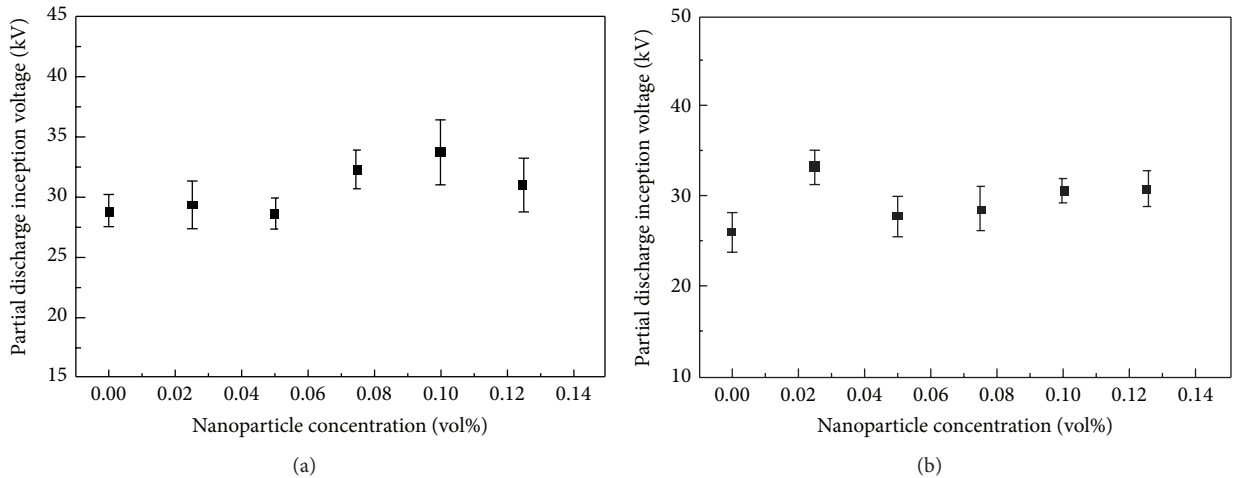 Partial discharge inception voltage (kV)
45
40
35
30
25
20
15
0.00 0.02 0.04 0.06 0.08 0.10 0.12 0.14
Nanoparticle concentration (vol%)
(a)
Partial discharge inception voltage (kV)
50
40
30
20
10
0.00 0.02 0.04 0.06 0.08 0.10 0.12 0.14
Nanoparticle concentration (vol%)
(b)